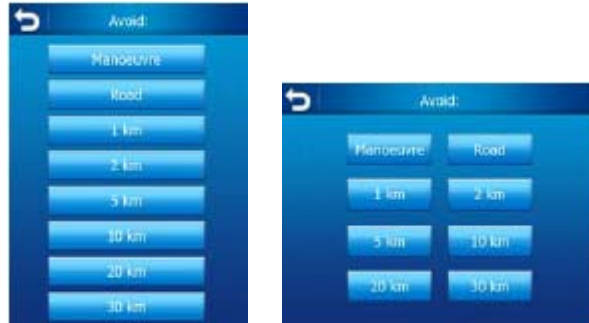 Avoid:
Manoeuvre
Road
1 km
2 km
5 km
10 km
20 km
30 km
Avoid:
Manoeuvre Road
1 km 2 km
5 km 10 km
20 km 30 km